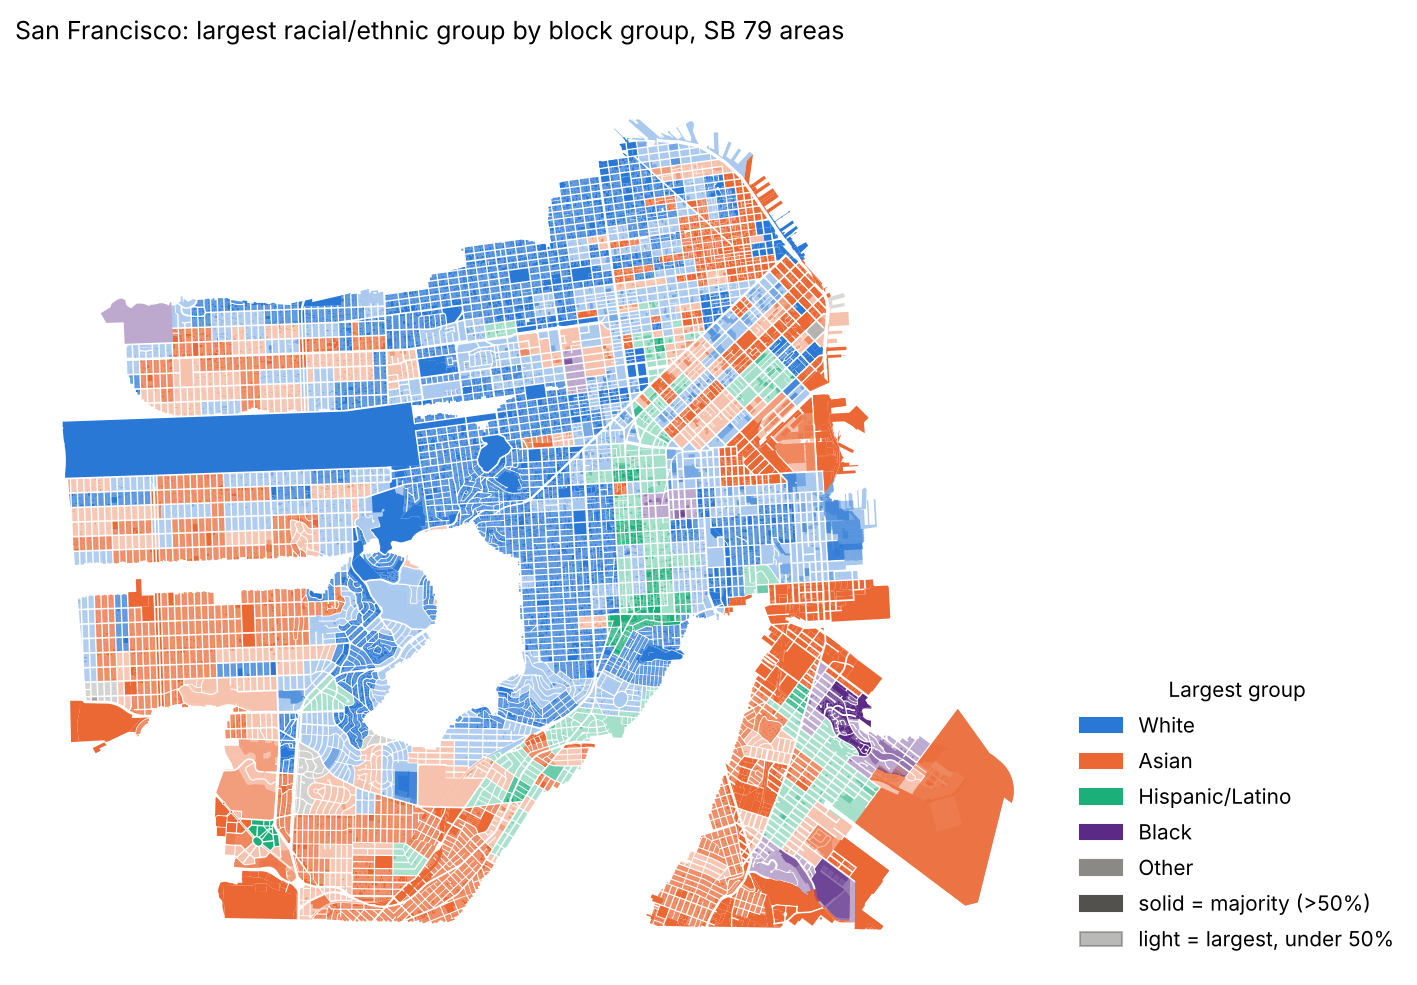 San Francisco: largest racial/ethnic group by block group, SB 79 areas
Largest group
White
Asian
Hispanic/Latino
Black
Other
solid = majority (>50%)
light = largest, under 50%